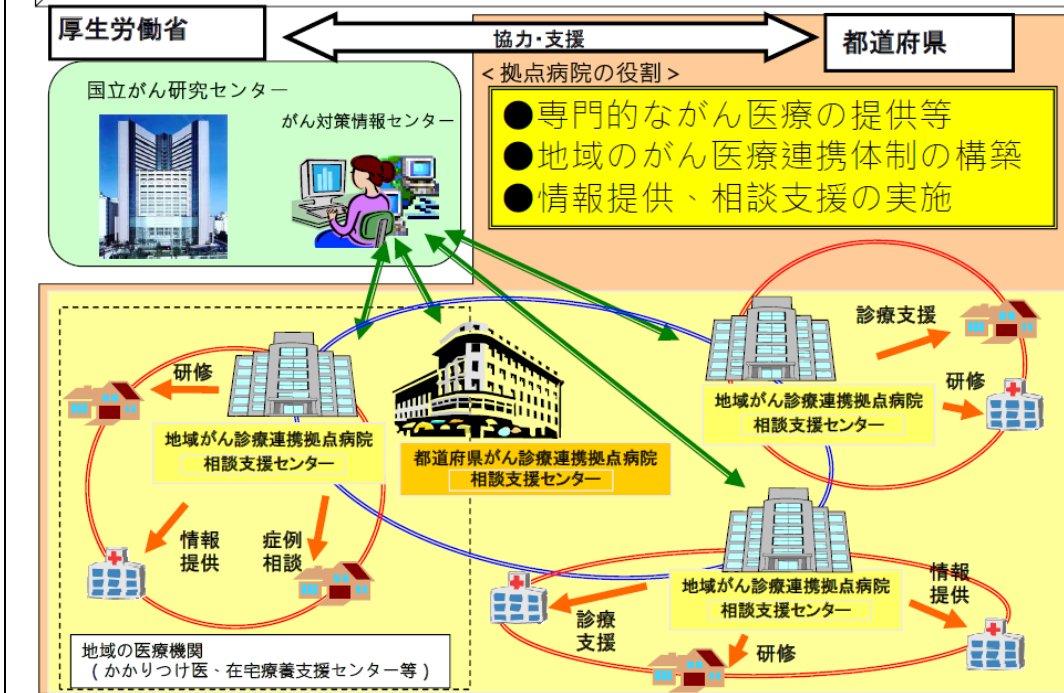 厚生労働省
協力・支援
都道府県
国立がん研究センター
がん対策情報センター
＜拠点病院の役割＞
●専門的ながん医療の提供等
●地域のがん医療連携体制の構築
●情報提供、相談支援の実施
研修
地域がん診療連携拠点病院
相談支援センター
情報
提供
症例
相談
都道府県がん診療連携拠点病院
相談支援センター
診療支援
研修
地域がん診療連携拠点病院
相談支援センター
地域がん診療連携拠点病院
相談支援センター
診療
支援
研修
情報
提供
地域の医療機関
（かかりつけ医、在宅療養支援センター等）